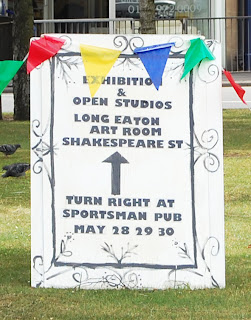 EXHIBITION
&
OPEN STUDIOS
LONG EATON
ART ROOM
SHAKESPEARE ST
TURN RIGHT AT
SPORTSMAN PUB
MAY 28 29 30